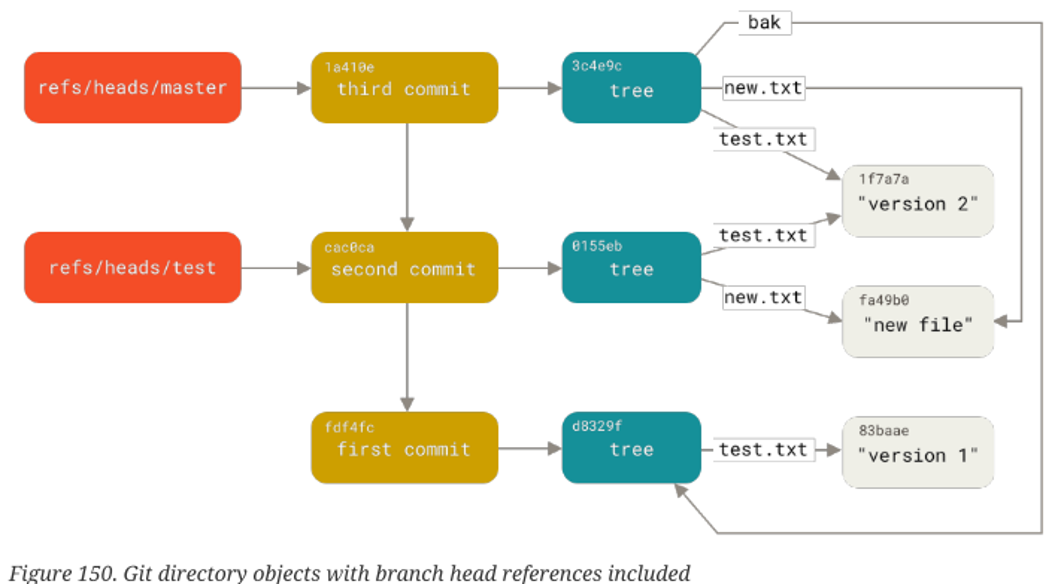 bak
1a410e
3c4e9c
refs/heads/master
third commit
tree
new.txt
test.txt
1f7a7a
"version 2"
cac0ca
0155eb
test.txt
refs/heads/test
second commit
tree
new.txt
fa49b0
"new file"
fdf4fc
d8329f
first commit
tree
test.txt
83baae
"version 1"
Figure 150. Git directory objects with branch head references included